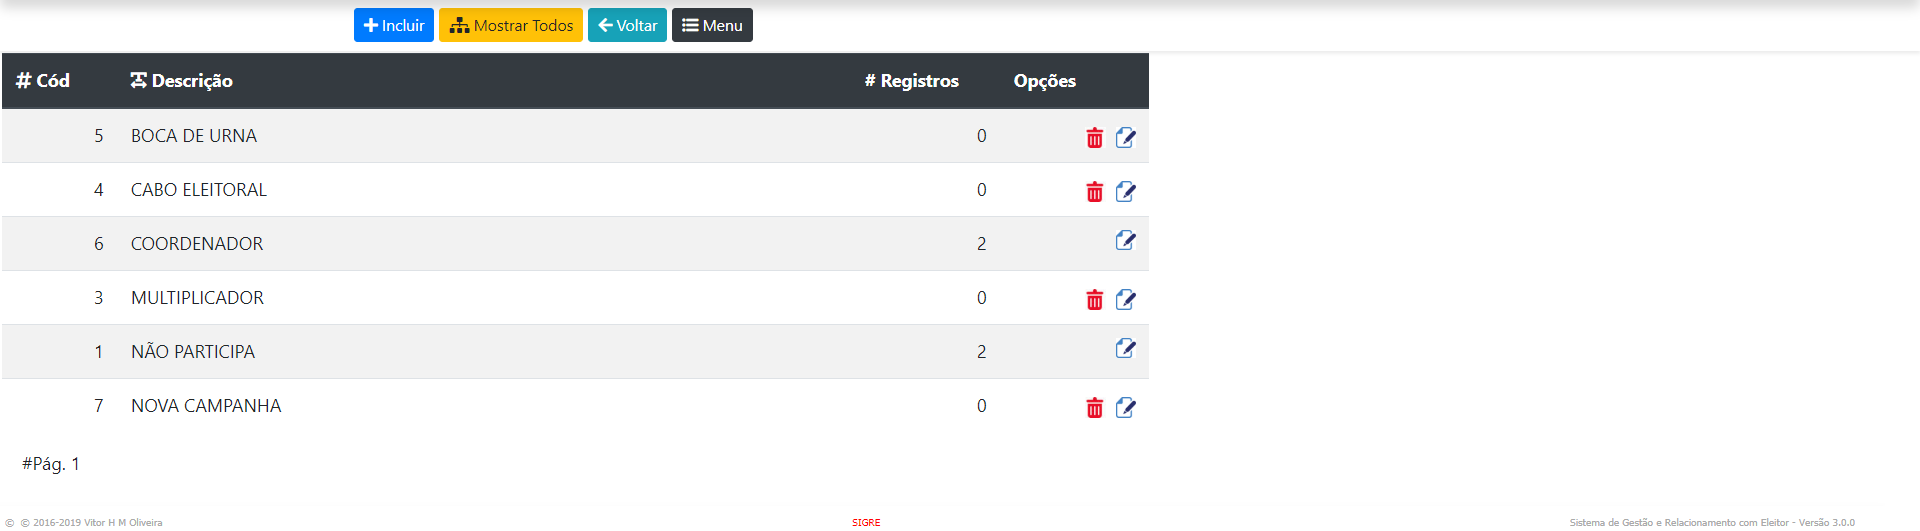 Incluir Mostrar Todos Voltar Menu
# Cód Descrição # Registros Opções
5 BOCA DE URNA 0
4 CABO ELEITORAL 0
6 COORDENADOR 2
3 MULTIPLICADOR 0
1 NÃO PARTICIPA 2
7 NOVA CAMPANHA 0
#Pág. 1
© © 2016-2019 Vitor H M Oliveira SIGRE Sistema de Gestão e Relacionamento com Eleitor - Versão 3.0.0